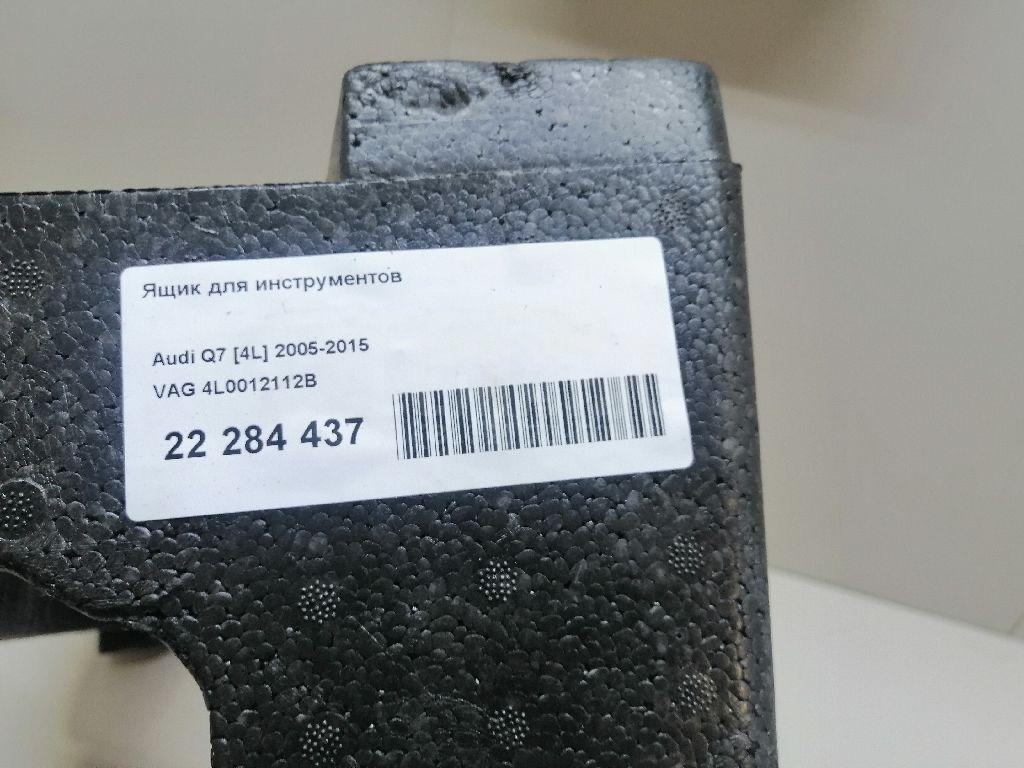 Ящик для инструментов
Audi Q7 [4L] 2005-2015
VAG 4L0012112B
22 284 437